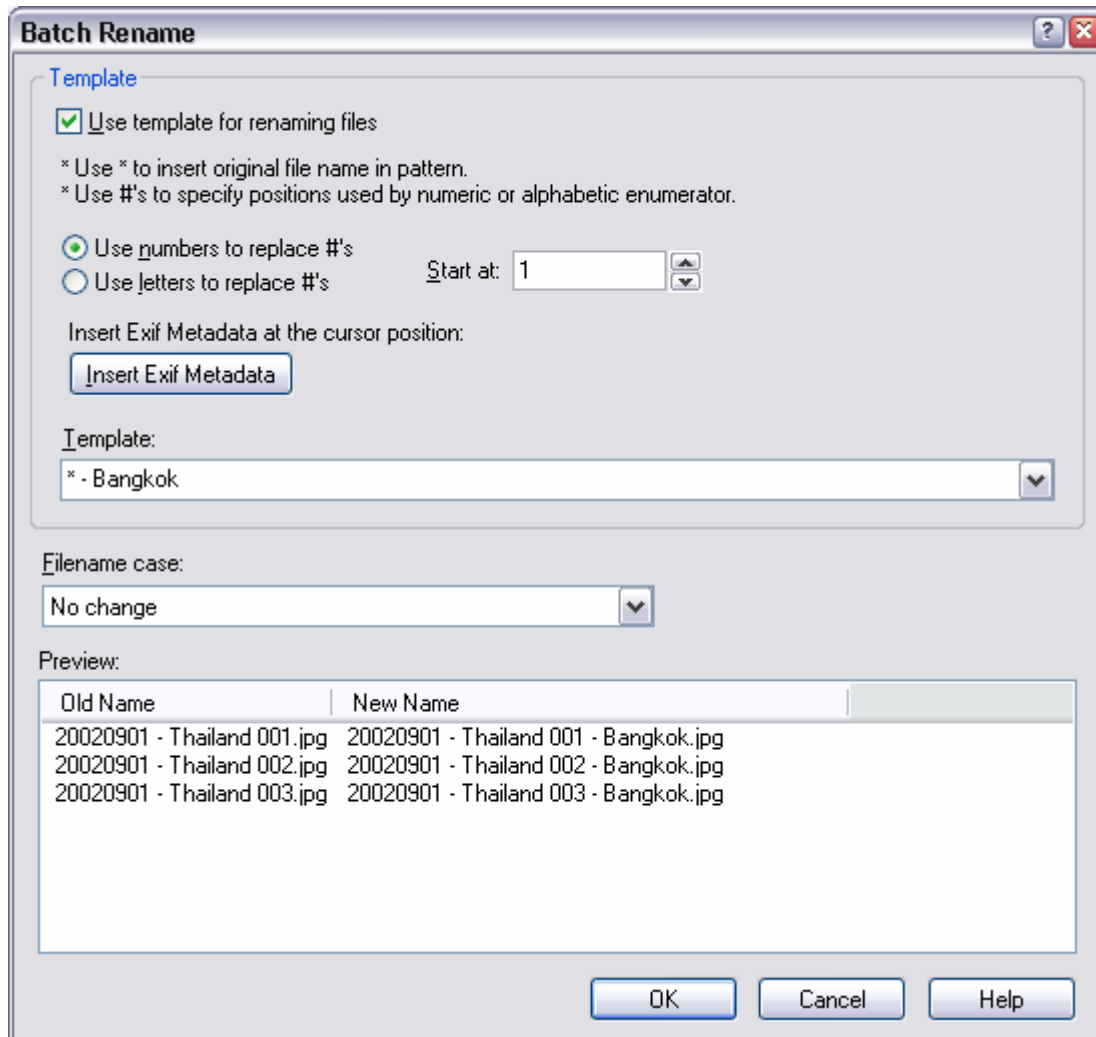 Batch Rename
Template
Use template for renaming files
* Use * to insert original file name in pattern.
* Use #'s to specify positions used by numeric or alphabetic enumerator.
Use numbers to replace #'s
Use letters to replace #'s
Start at: 1
Insert Exif Metadata at the cursor position:
Insert Exif Metadata
Template:
* - Bangkok
Filename case:
No change
Preview:
Old Name New Name
20020901 - Thailand 001.jpg 20020901 - Thailand 001 - Bangkok.jpg
20020901 - Thailand 002.jpg 20020901 - Thailand 002 - Bangkok.jpg
20020901 - Thailand 003.jpg 20020901 - Thailand 003 - Bangkok.jpg
OK Cancel Help